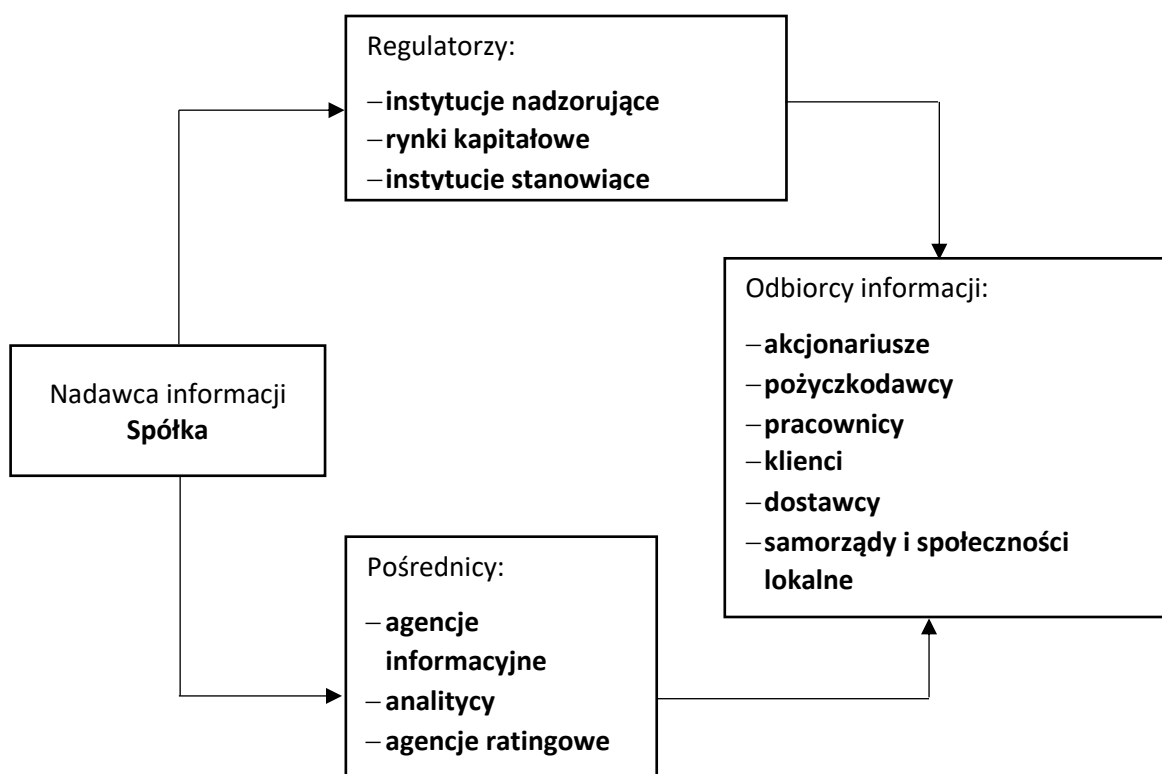 Regulatorzy:
–instytucje nadzorujące
–rynki kapitałowe
–instytucje stanowiące
Nadawca informacji
Spółka
Pośrednicy:
–agencje
informacyjne
–analitycy
–agencje ratingowe
Odbiorcy informacji:
–akcjonariusze
–pożyczkodawcy
–pracownicy
–klienci
–dostawcy
–samorządy i społeczności
lokalne